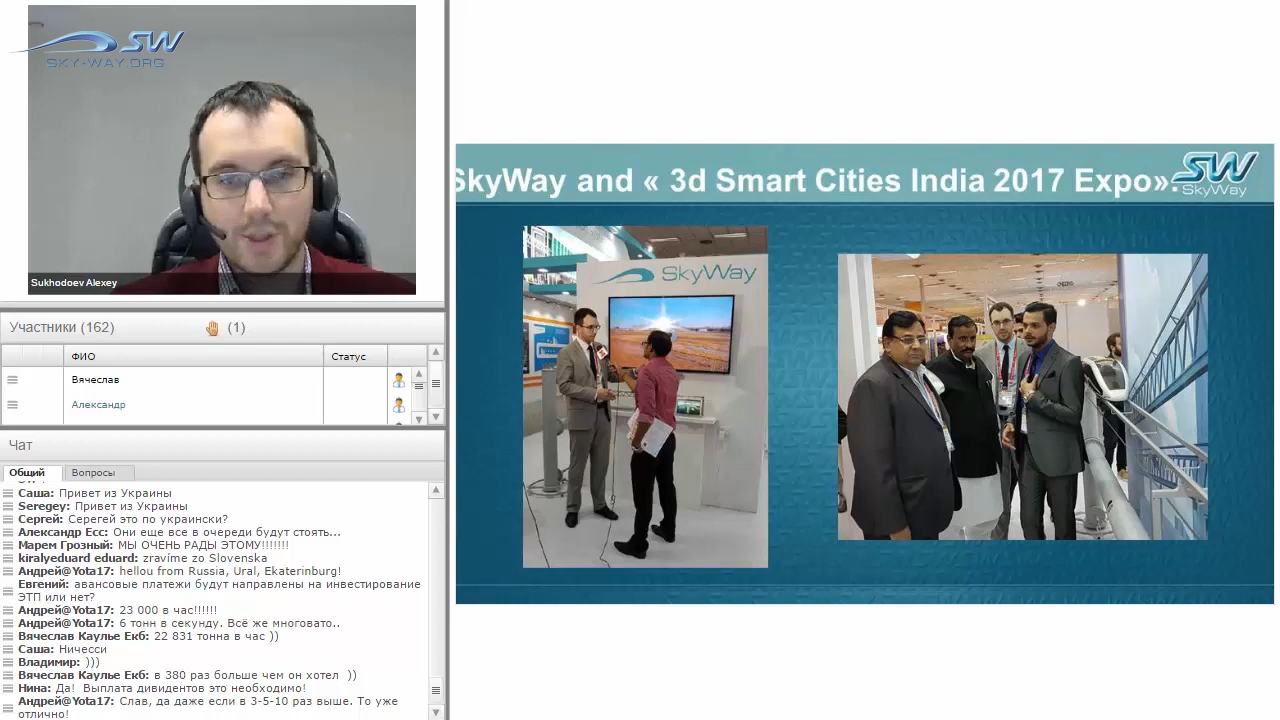 SW
SKY-WAY.ORG
Sukhodoev Alexey
Участники (162)
(1)
ФИО
Статус
Вячеслав
Александр
Чат
Общий
Вопросы
Саша: Привет из Украины
Seregey: Привет из Украины
Сергей: Серегей это по украински?
Александр Есс: Они еще все в очереди будут стоять...
Марем Грозный: МЫ ОЧЕНЬ РАДЫ ЭТОМУ!!!!!!!
kiralyeduard eduard: zravíme zo Slovenska
Андрей@Yota17: hellou from Russia, Ural, Ekaterinburg!
Евгений: авансовые платежи будут направлены на инвестирование
ЭТП или нет?
Андрей@Yota17: 23 000 в час!!!!!!
Андрей@Yota17: 6 тонн в секунду. Всё же многовато..
Вячеслав Каулье Екб: 22 831 тонна в час ))
Саша: Ничесси
Владимир: )))
Вячеслав Каулье Екб: в 380 раз больше чем он хотел ))
Нина: Да! Выплата дивидентов это необходимо!
Андрей@Yota17: Слав, да даже если в 3-5-10 раз выше. То уже
отлично!
SkyWay and « 3d Smart Cities India 2017 Expo».
SW
SkyWay
SkyWay